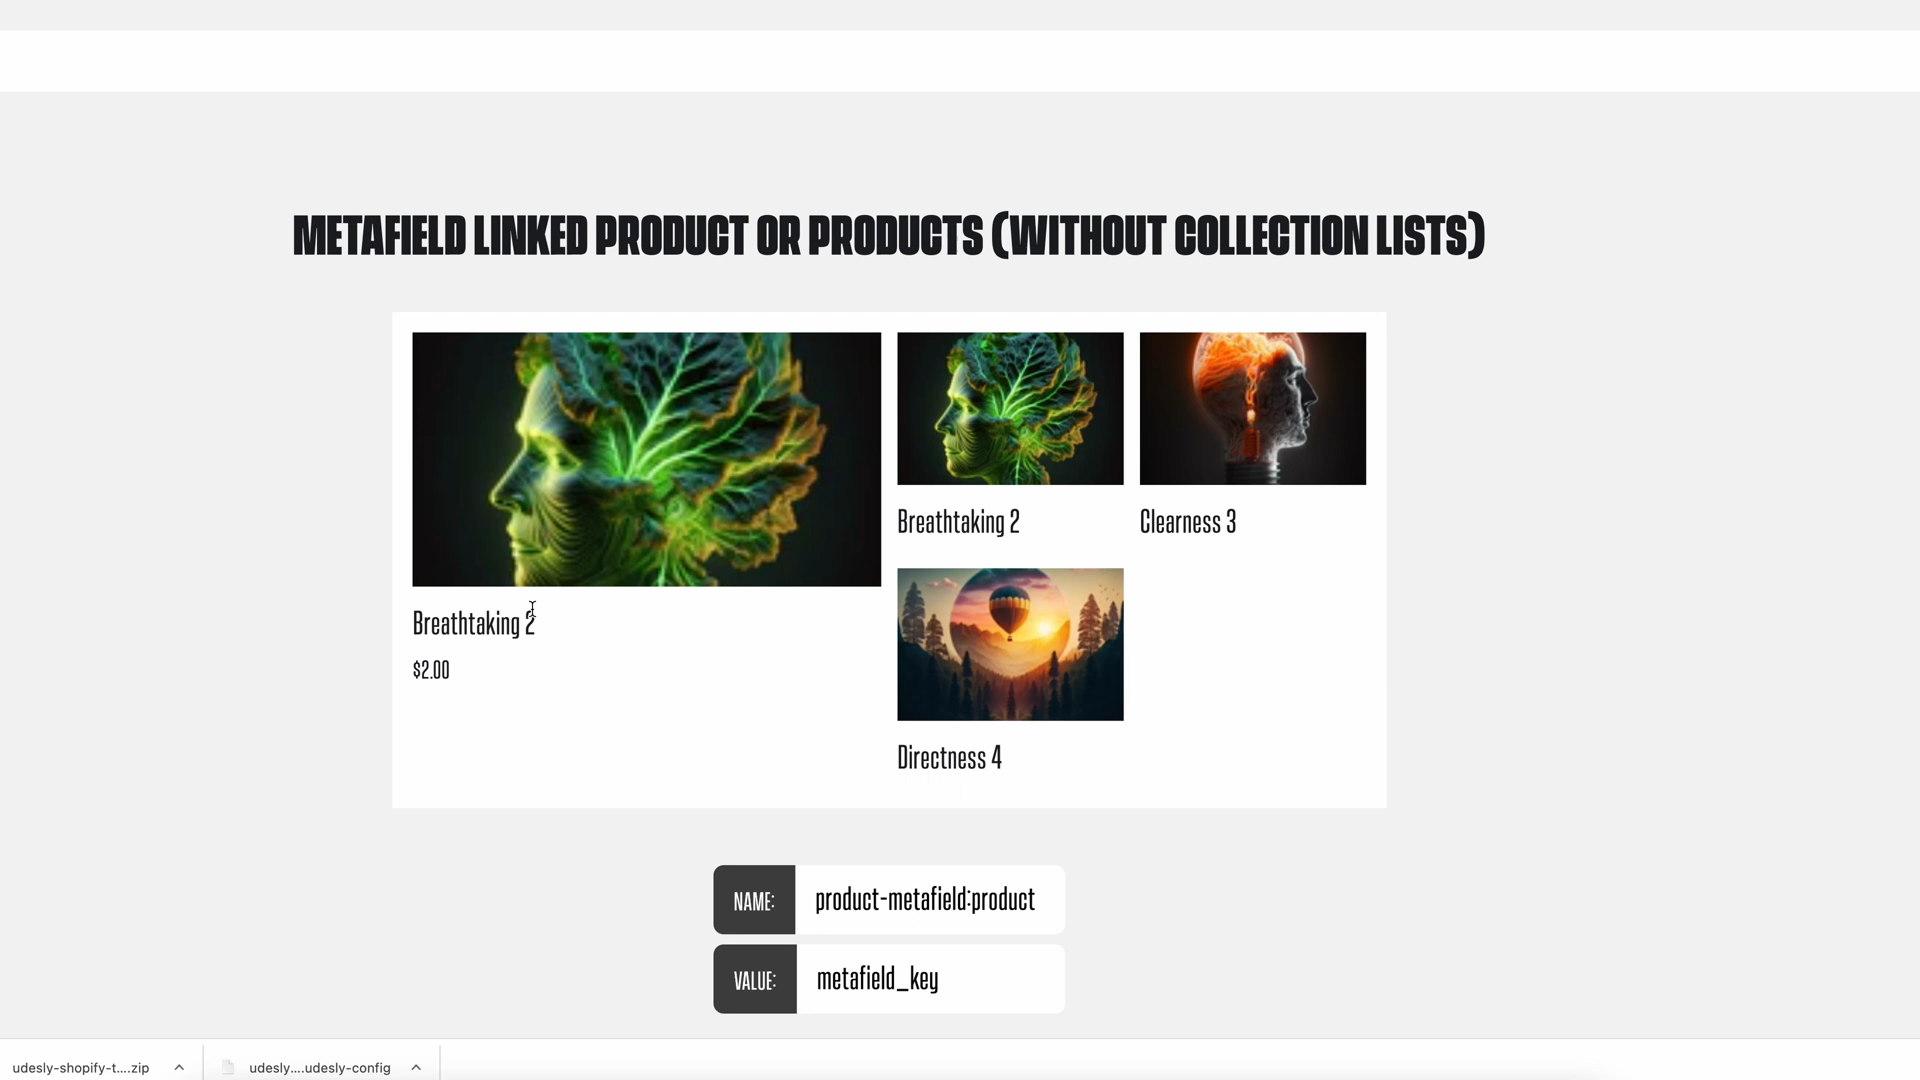 METAFIELD LINKED PRODUCT OR PRODUCTS (WITHOUT COLLECTION LISTS)
Breathtaking 2
$2.00
Breathtaking 2
Clearness 3
Directness 4
NAME: product-metafield:product
VALUE: metafield_key
udesly-shopify-t....zip
udesly....udesly-config